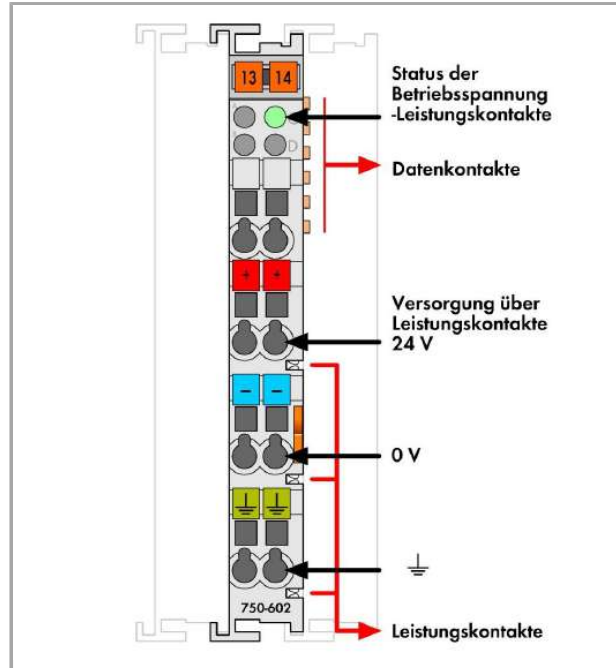 13 14
Status der
Betriebsspannung
-Leistungskontakte
Datenkontakte
+ +
Versorgung über
Leistungskontakte
24 V
− −
0 V
750-602
Leistungskontakte